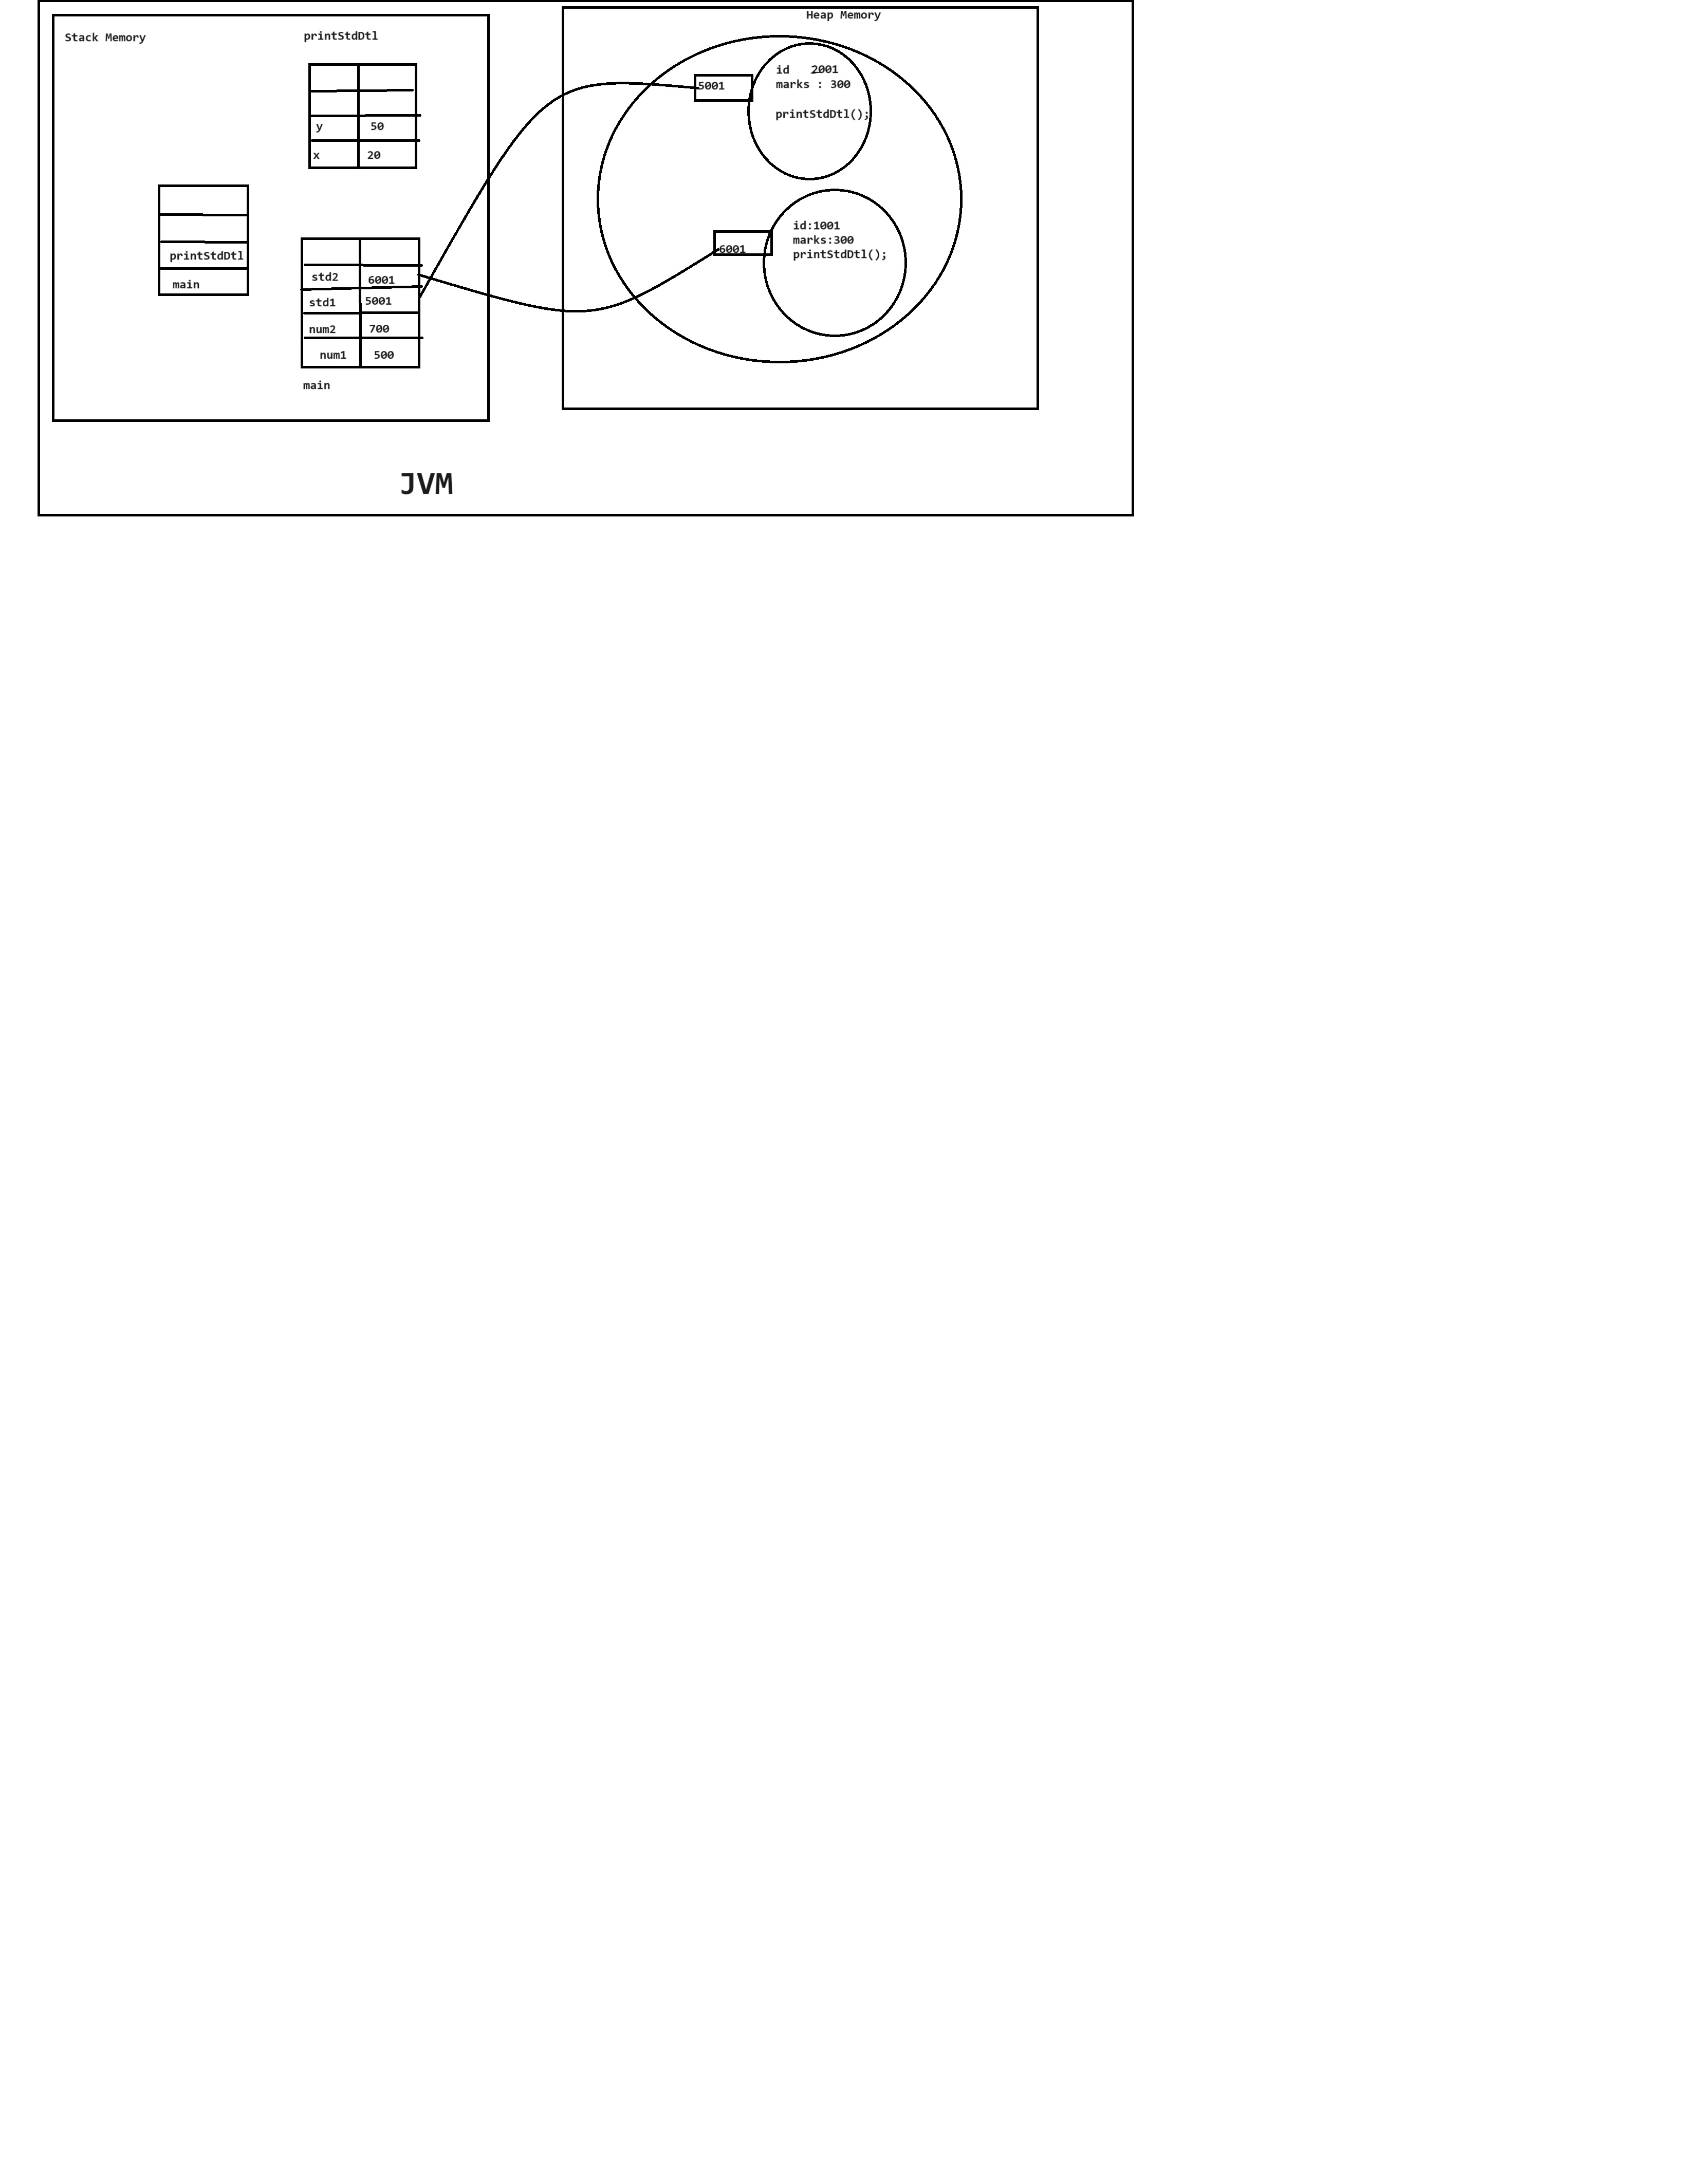 Stack Memory
printStdDtl
y 50
x 20
printStdDtl
main
std2 6001
std1 5001
num2 700
num1 500
main
Heap Memory
5001
id 2001
marks : 300
printStdDtl();
6001
id:1001
marks:300
printStdDtl();
JVM